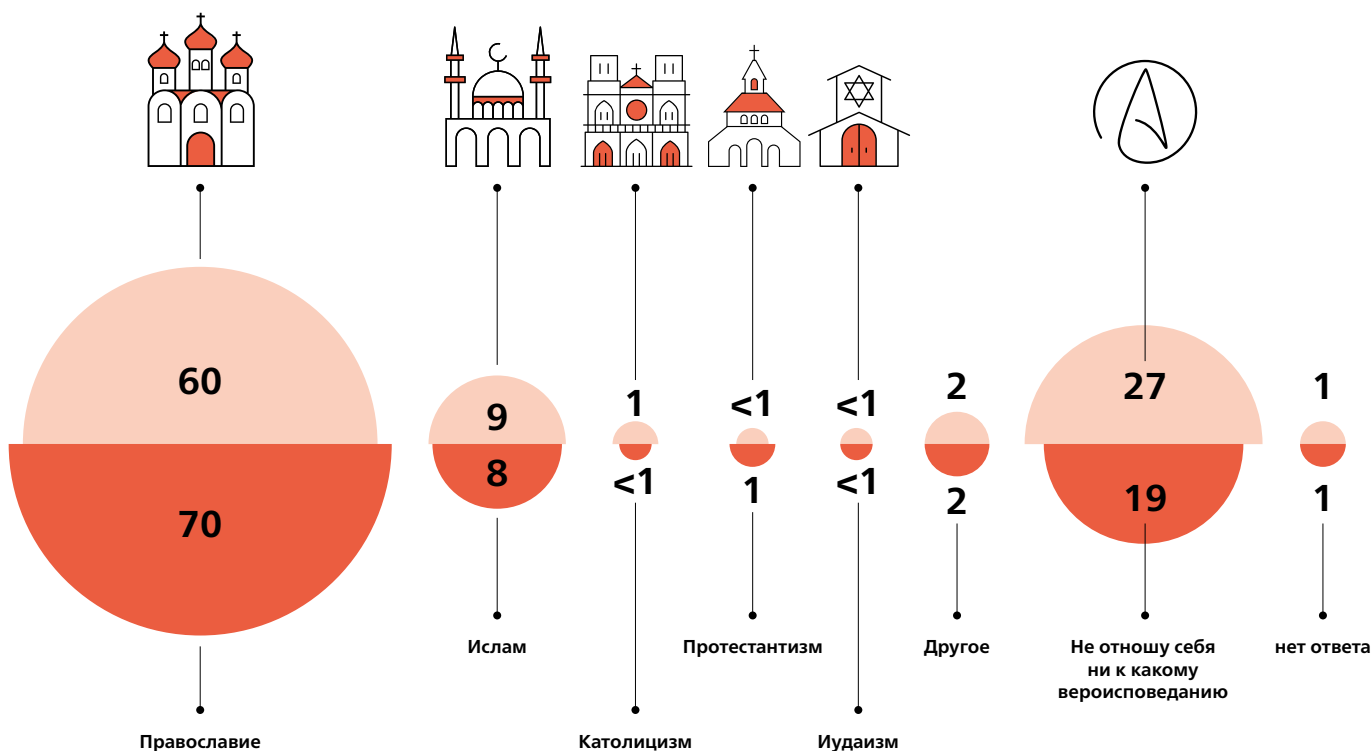 60
70
9
8
1
<1
<1
1
<1
<1
2
2
27
19
1
1
Ислам
Протестантизм
Другое
Не отношу себя
ни к какому
вероисповеданию
нет ответа
Православие
Католицизм
Иудаизм